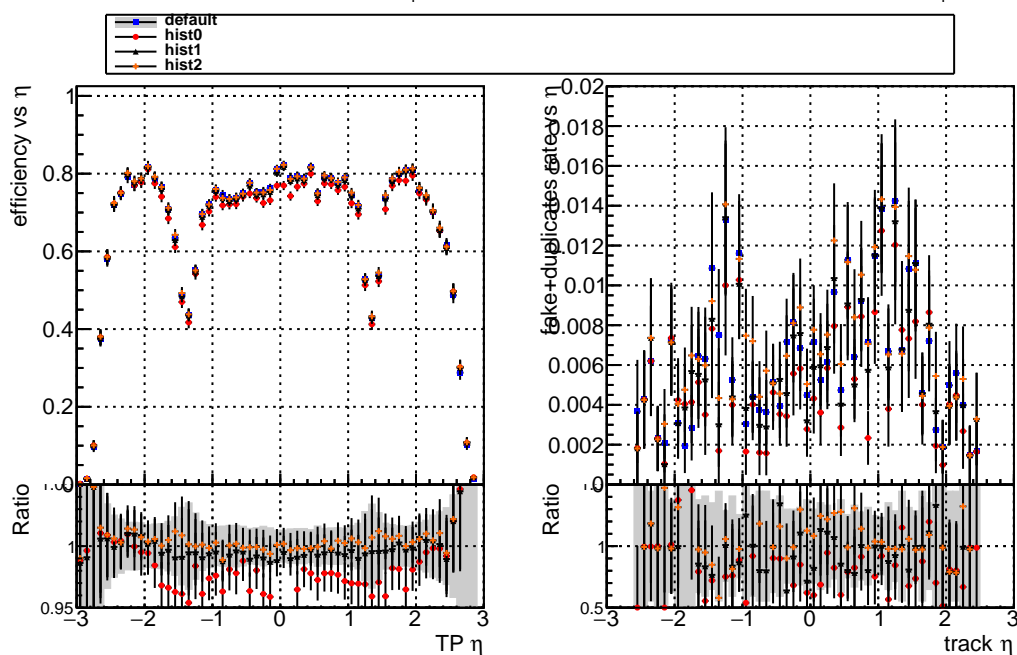 default
hist0
hist1
hist2
efficiency vs η
1
0.8
0.6
0.4
0.2
0
Ratio
1
0.95
−3 −2 −1 0 1 2 3
TP η
fake+duplicates rate vs η
0.02
0.018
0.016
0.014
0.012
0.01
0.008
0.006
0.004
0.002
0
Ratio
1
0.5
−3 −2 −1 0 1 2 3
track η